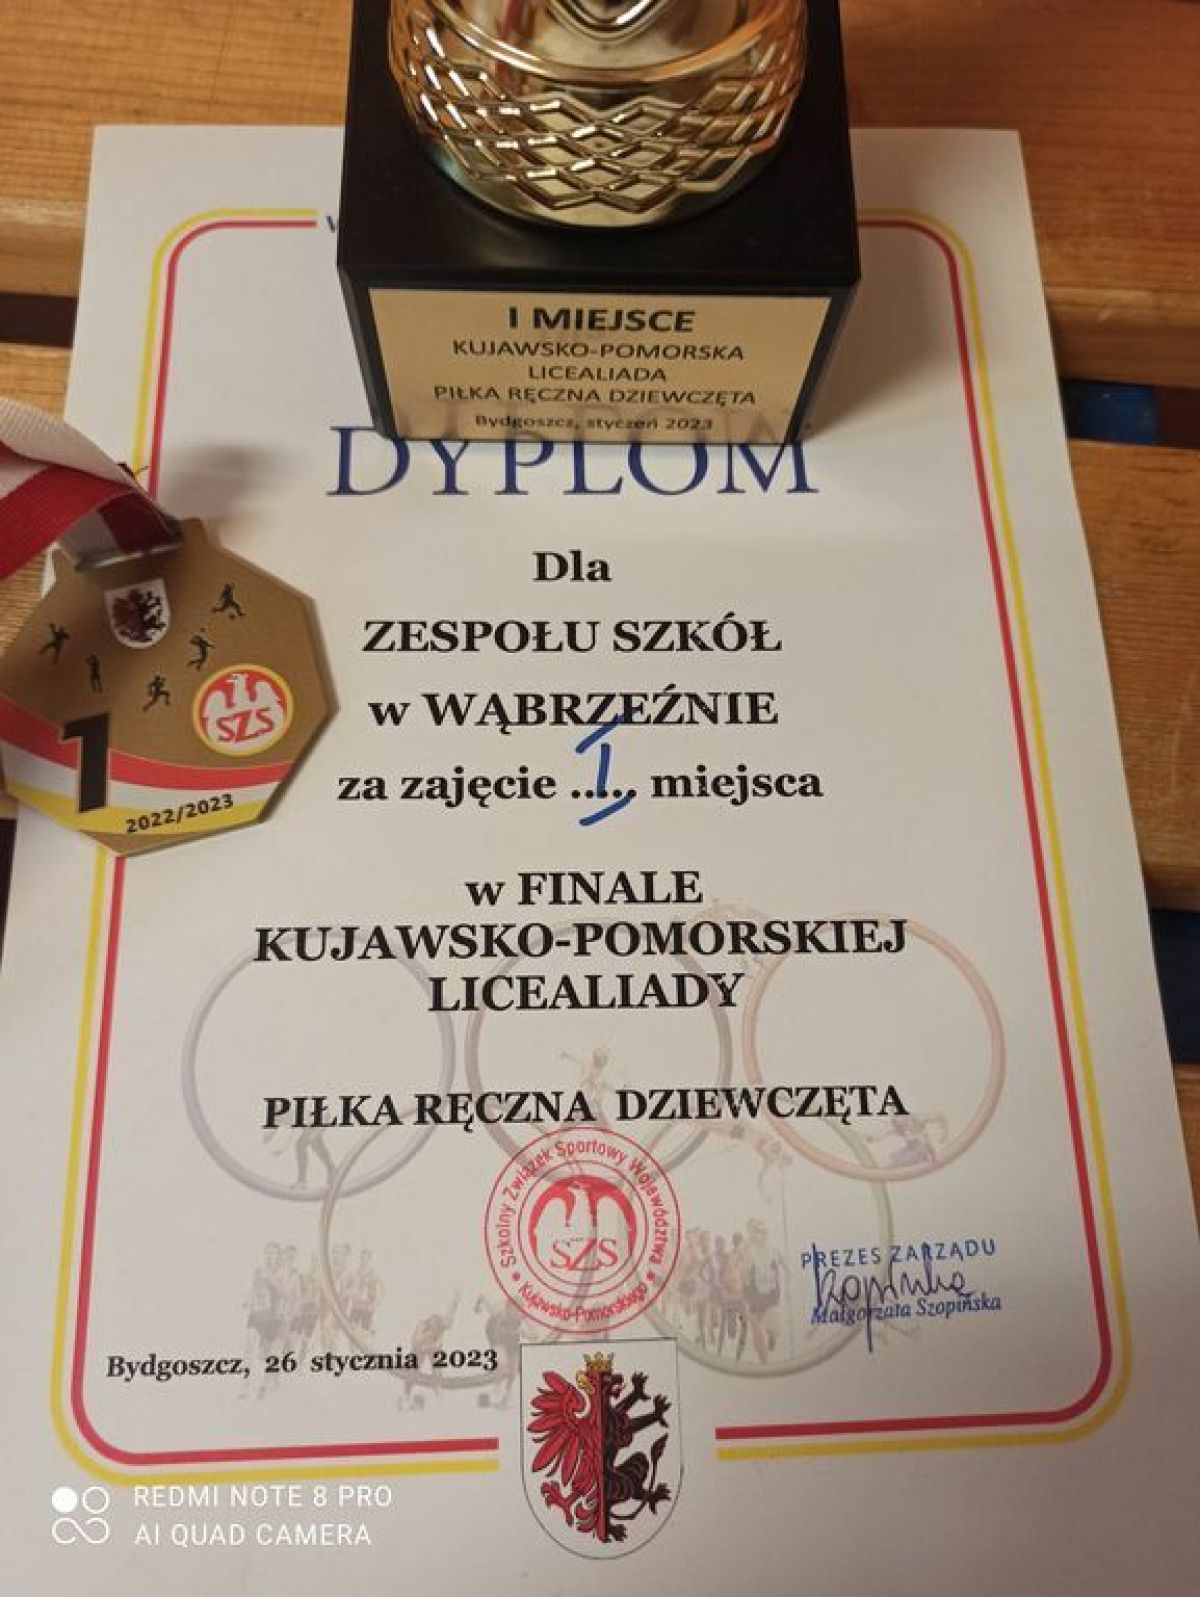 I MIEJSCE
KUJAWSKO-POMORSKA
LICEALIADA
PIŁKA RĘCZNA DZIEWCZĘTA
Bydgoszcz, styczeń 2023
DYPLOM
Dla
ZESPOŁU SZKÓŁ
w WĄBRZEŹNIE
za zajęcie ..I.. miejsca
w FINALE
KUJAWSKO-POMORSKIEJ
LICEALIADY
PIŁKA RĘCZNA DZIEWCZĘTA
SZS
1
2022/2023
Szkolny Związek Sportowy Województwa
Kujawsko-Pomorskiego
SZS
PREZES ZARZĄDU
Małgorzata Szopińska
Bydgoszcz, 26 stycznia 2023
REDMI NOTE 8 PRO
AI QUAD CAMERA